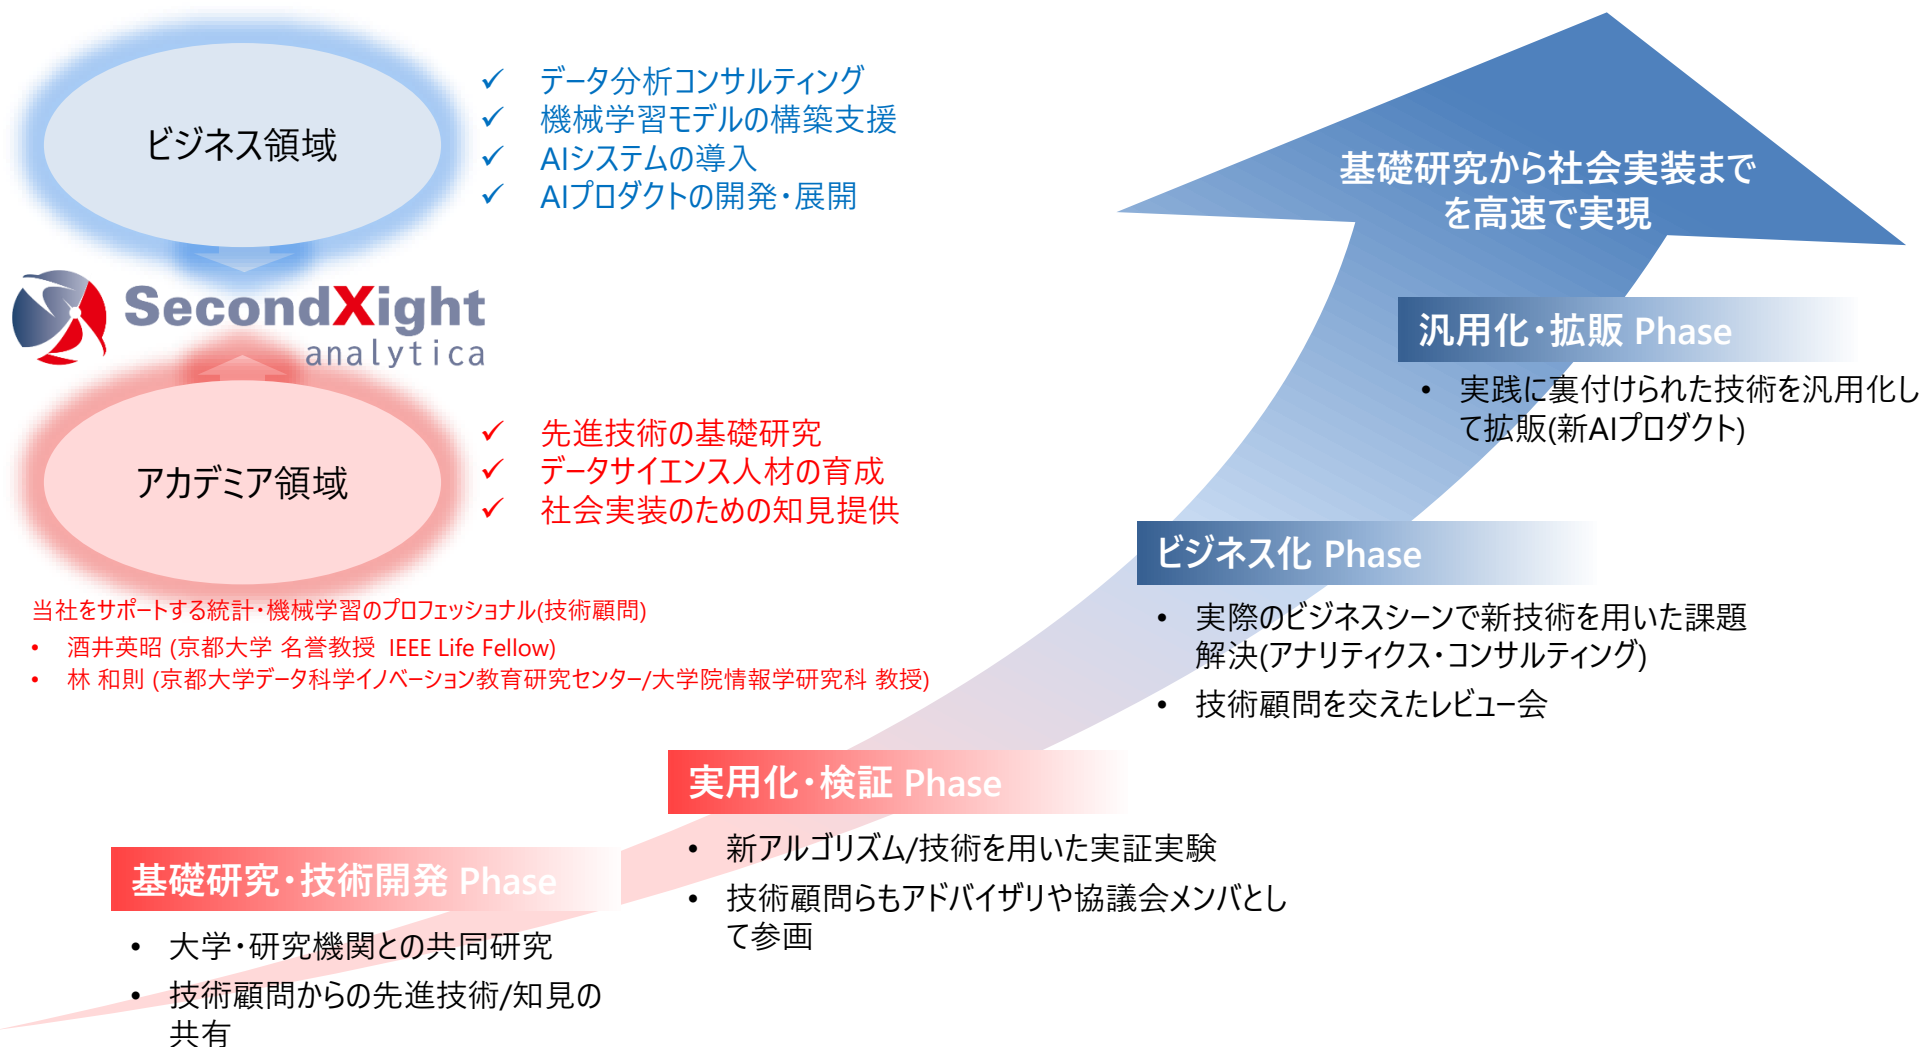 ビジネス領域
✓ データ分析コンサルティング
✓ 機械学習モデルの構築支援
✓ AIシステムの導入
✓ AIプロダクトの開発・展開
SecondXight
analytica
アカデミア領域
✓ 先進技術の基礎研究
✓ データサイエンス人材の育成
✓ 社会実装のための知見提供
当社をサポートする統計・機械学習のプロフェッショナル(技術顧問)
• 酒井英昭 (京都大学 名誉教授 IEEE Life Fellow)
• 林 和則 (京都大学データ科学イノベーション教育研究センター/大学院情報学研究科 教授)
基礎研究から社会実装まで
を高速で実現
汎用化・拡販 Phase
• 実践に裏付けられた技術を汎用化し
て拡販(新AIプロダクト)
ビジネス化 Phase
• 実際のビジネスシーンで新技術を用いた課題
解決(アナリティクス・コンサルティング)
• 技術顧問を交えたレビュー会
実用化・検証 Phase
• 新アルゴリズム/技術を用いた実証実験
• 技術顧問らもアドバイザリや協議会メンバとし
て参画
基礎研究・技術開発 Phase
• 大学・研究機関との共同研究
• 技術顧問からの先進技術/知見の
共有